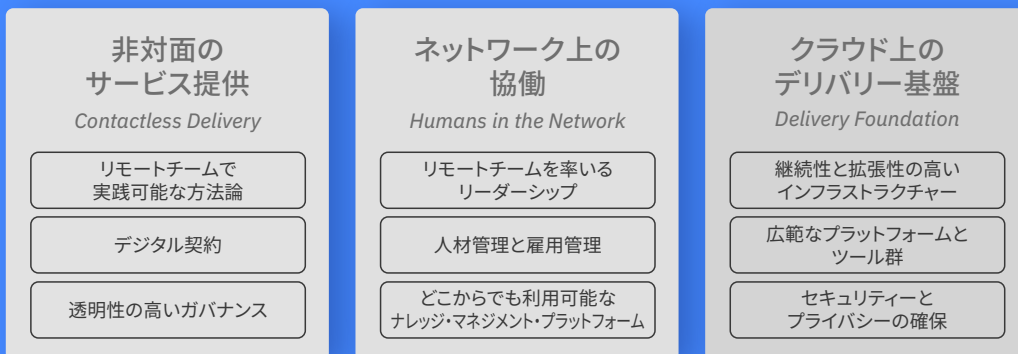 非対面の
サービス提供
Contactless Delivery
リモートチームで
実践可能な方法論
デジタル契約
透明性の高いガバナンス
ネットワーク上の
協働
Humans in the Network
リモートチームを率いる
リーダーシップ
人材管理と雇用管理
どこからでも利用可能な
ナレッジ・マネジメント・プラットフォーム
クラウド上の
デリバリー基盤
Delivery Foundation
継続性と拡張性の高い
インフラストラクチャー
広範なプラットフォームと
ツール群
セキュリティーと
プライバシーの確保